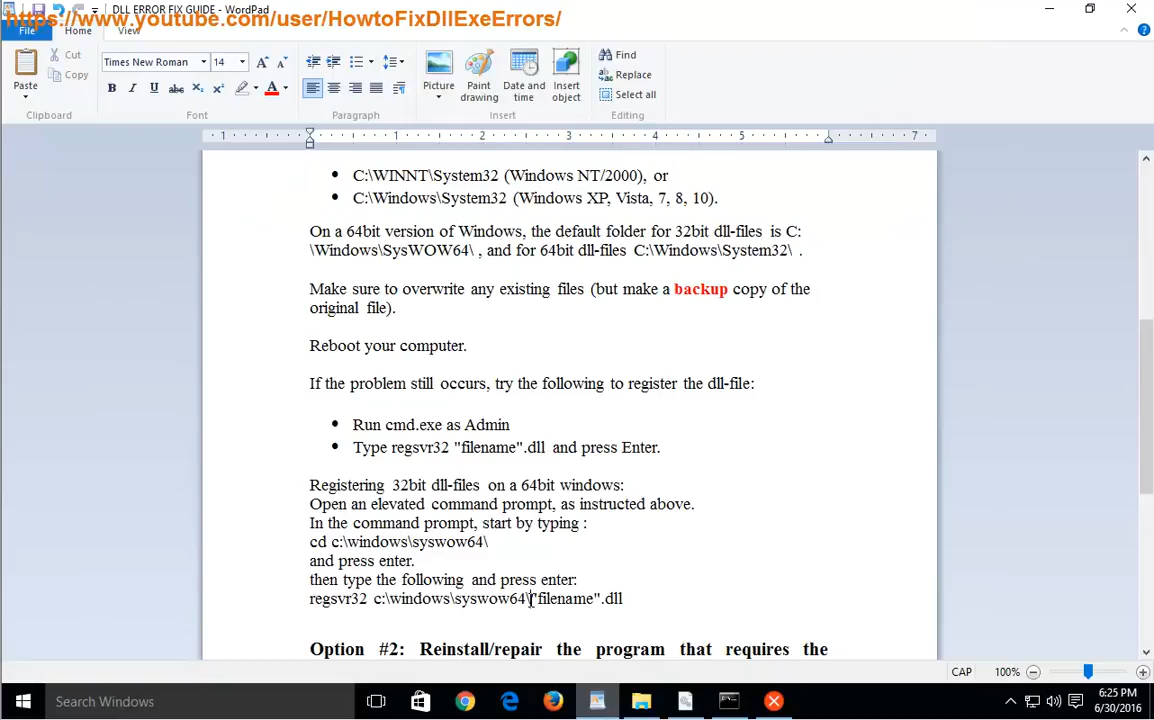 DLL ERROR FIX GUIDE - WordPad
https://www.youtube.com/user/HowtoFixDllExeErrors/
File
Home
View
Paste
Cut
Copy
Clipboard
Times New Roman
14
Font
Paragraph
Picture
Paint drawing
Date and time
Insert object
Insert
Find
Replace
Select all
Editing
1 1 2 3 4 5 7
• C:\WINNT\System32 (Windows NT/2000), or
• C:\Windows\System32 (Windows XP, Vista, 7, 8, 10).
On a 64bit version of Windows, the default folder for 32bit dll-files is C:
\Windows\SysWOW64\ , and for 64bit dll-files C:\Windows\System32\ .
Make sure to overwrite any existing files (but make a backup copy of the
original file).
Reboot your computer.
If the problem still occurs, try the following to register the dll-file:
• Run cmd.exe as Admin
• Type regsvr32 "filename".dll and press Enter.
Registering 32bit dll-files on a 64bit windows:
Open an elevated command prompt, as instructed above.
In the command prompt, start by typing :
cd c:\windows\syswow64\
and press enter.
then type the following and press enter:
regsvr32 c:\windows\syswow64\"filename".dll
Option #2: Reinstall/repair the program that requires the
CAP
100%
Search Windows
6:25 PM
6/30/2016